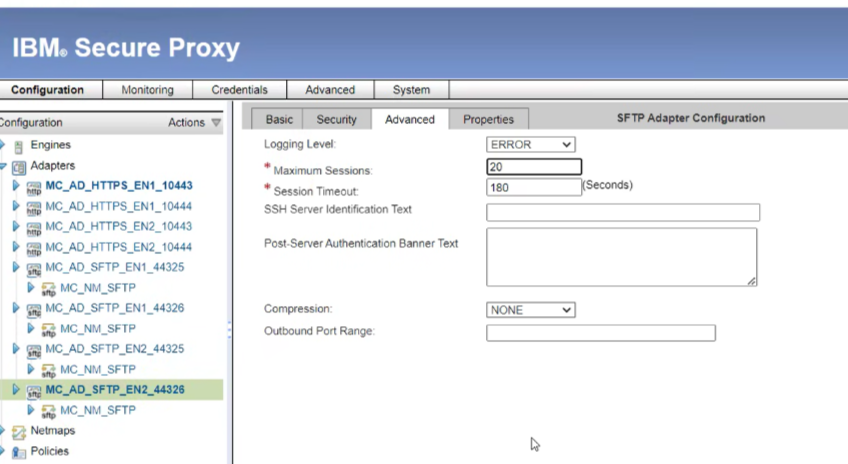 IBM® Secure Proxy
Configuration Monitoring Credentials Advanced System
Configuration Actions
Engines
Adapters
MC_AD_HTTPS_EN1_10443
MC_AD_HTTPS_EN1_10444
MC_AD_HTTPS_EN2_10443
MC_AD_HTTPS_EN2_10444
MC_AD_SFTP_EN1_44325
MC_NM_SFTP
MC_AD_SFTP_EN1_44326
MC_NM_SFTP
MC_AD_SFTP_EN2_44325
MC_NM_SFTP
MC_AD_SFTP_EN2_44326
MC_NM_SFTP
Netmaps
Policies
Basic Security Advanced Properties SFTP Adapter Configuration
Logging Level: ERROR
* Maximum Sessions: 20
* Session Timeout: 180 (Seconds)
SSH Server Identification Text
Post-Server Authentication Banner Text
Compression: NONE
Outbound Port Range: